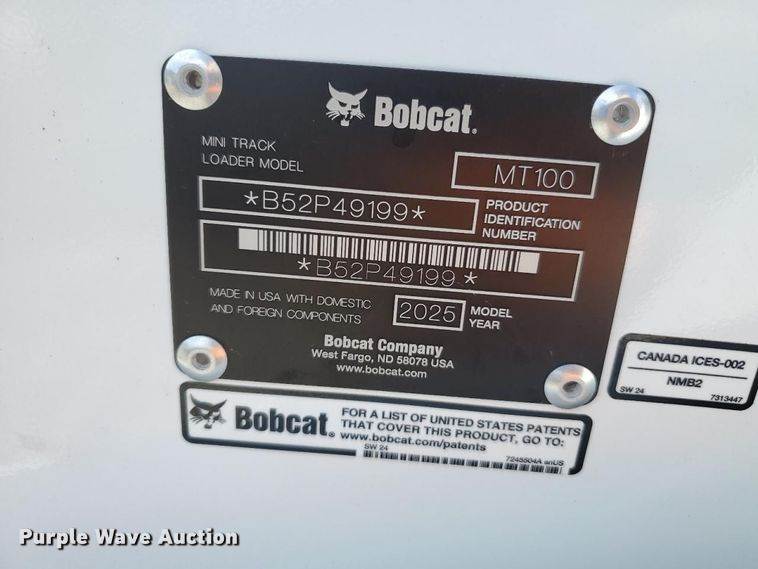 Bobcat.
MINI TRACK
LOADER MODEL
MT100
*B52P49199*
PRODUCT
IDENTIFICATION
NUMBER
*B52P49199*
MADE IN USA WITH DOMESTIC
AND FOREIGN COMPONENTS
2025
MODEL
YEAR
Bobcat Company
West Fargo, ND 58078 USA
www.bobcat.com
CANADA ICES-002
NMB2
SW 24
7313447
Bobcat.
FOR A LIST OF UNITED STATES PATENTS
THAT COVER THIS PRODUCT, GO TO:
www.bobcat.com/patents
SW 24
7245504A enUS
Purple Wave Auction